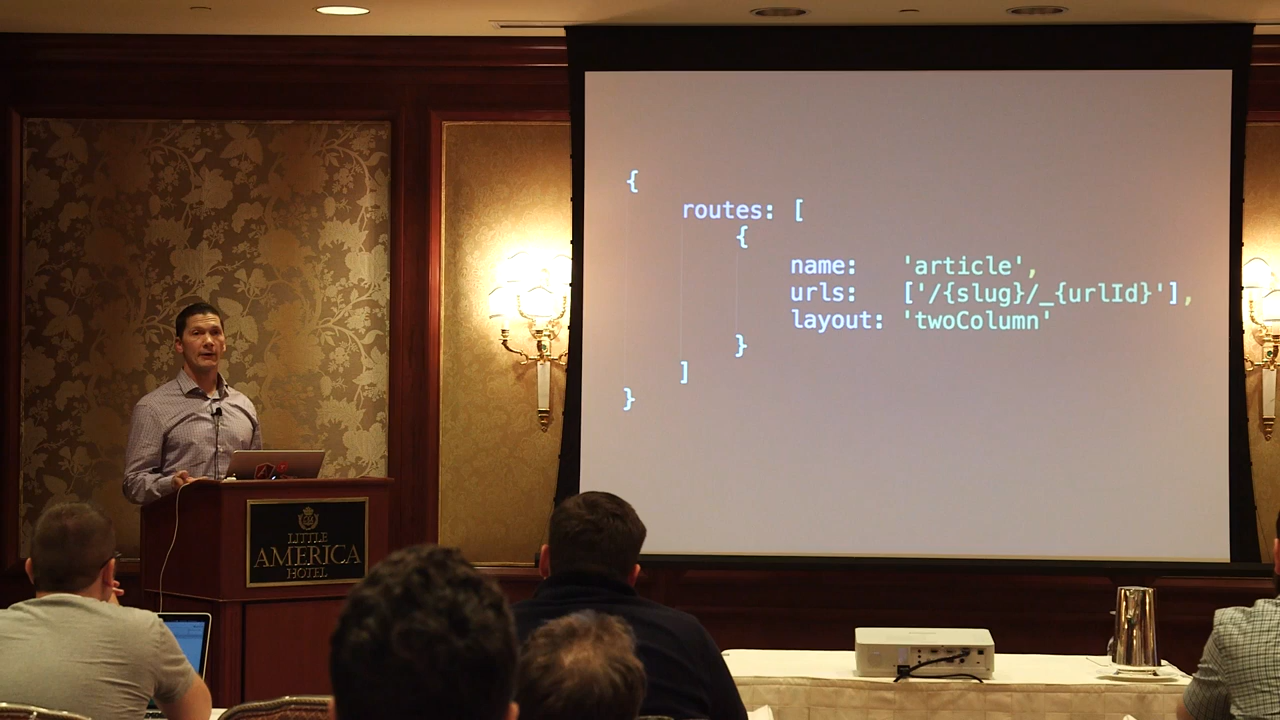 {
routes: [
{
name: 'article',
urls: ['/{slug}/_{urlId}'],
layout: 'twoColumn'
}
]
}
LITTLE
AMERICA
HOTEL